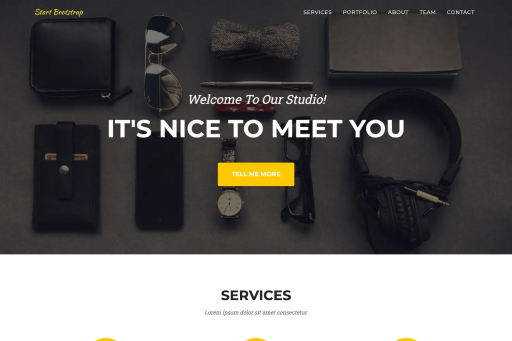 Start Bootstrap
SERVICES PORTFOLIO ABOUT TEAM CONTACT
Welcome To Our Studio!
IT'S NICE TO MEET YOU
TELL ME MORE
SERVICES
Lorem ipsum dolor sit amet consectetur.